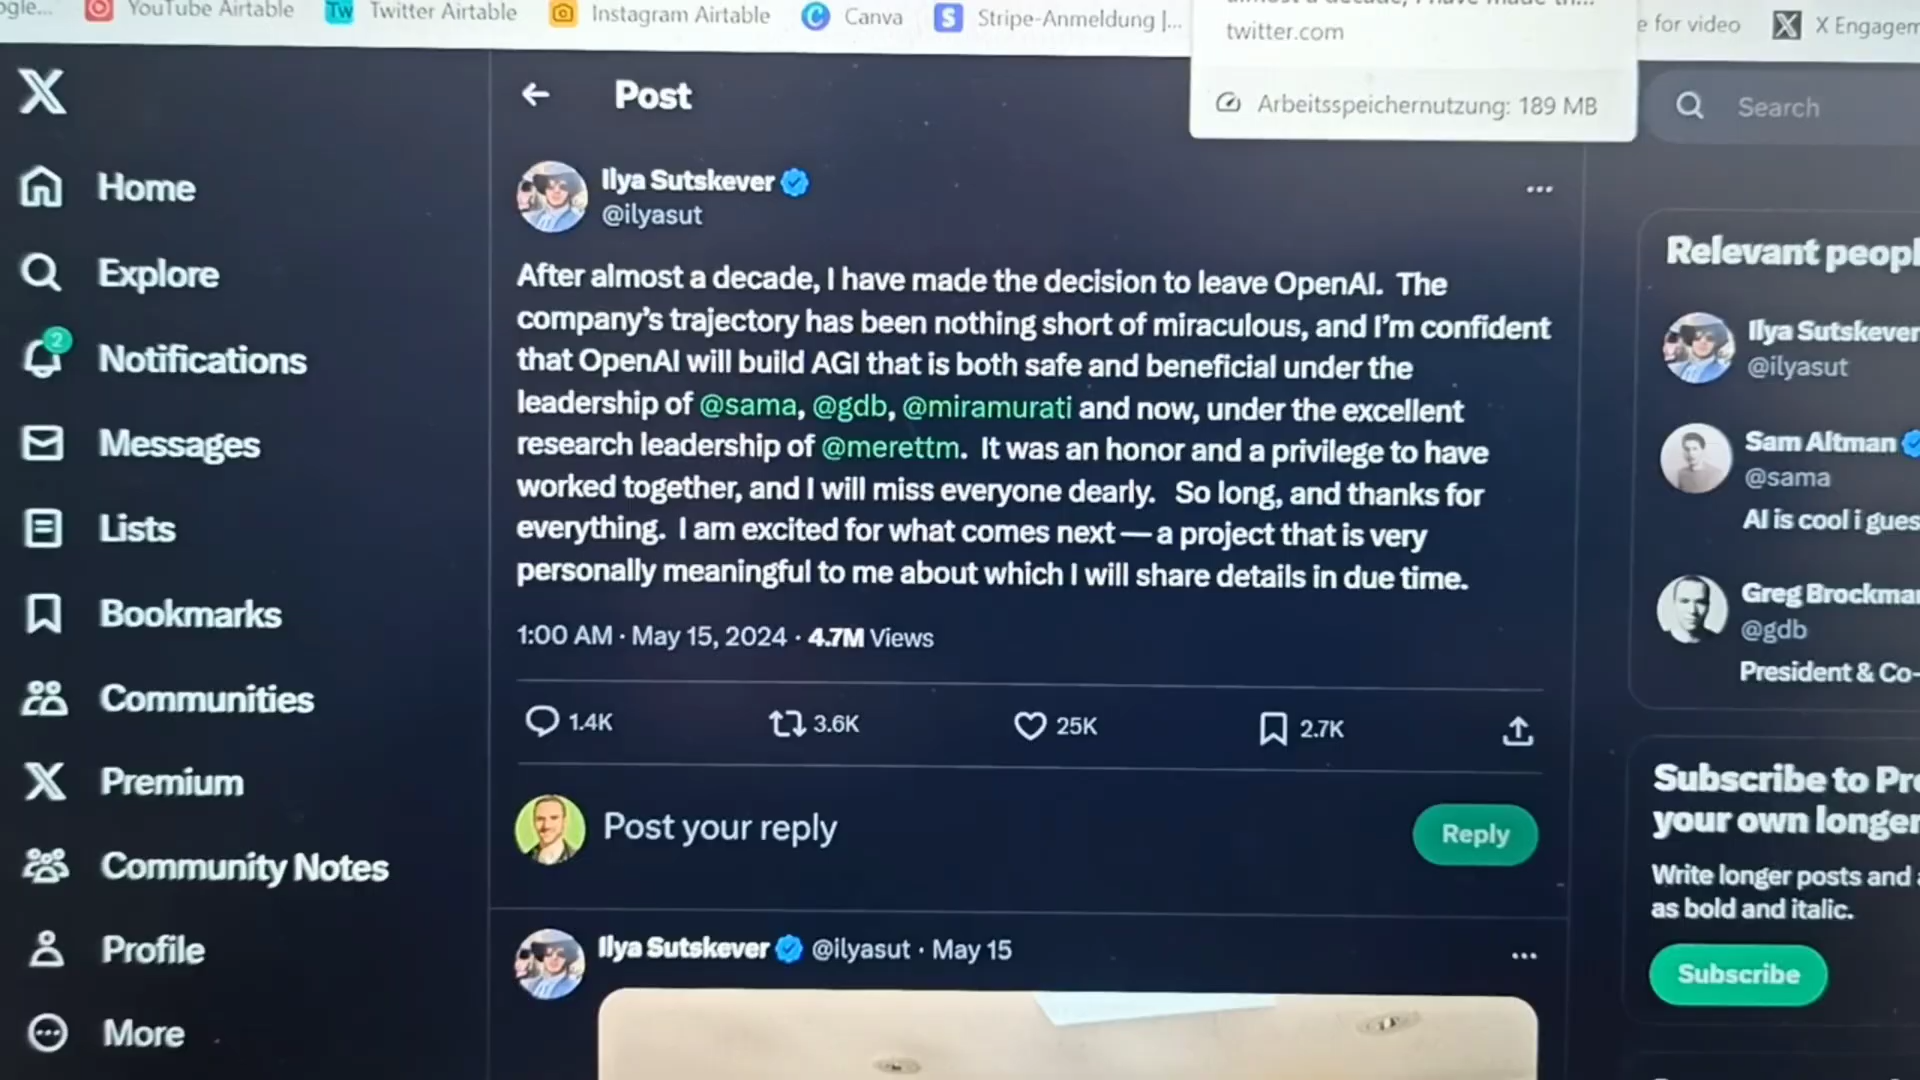 YouTube Airtable
Twitter Airtable
Instagram Airtable
Canva
Stripe-Anmeldung |...
twitter.com
Arbeitsspeichernutzung: 189 MB
e for video
X Engagem
Search
Home
Explore
2
Notifications
Messages
Lists
Bookmarks
Communities
Premium
Community Notes
Profile
More
Post
Ilya Sutskever
@ilyasut
After almost a decade, I have made the decision to leave OpenAI. The
company's trajectory has been nothing short of miraculous, and I'm confident
that OpenAI will build AGI that is both safe and beneficial under the
leadership of @sama, @gdb, @miramurati and now, under the excellent
research leadership of @merettm. It was an honor and a privilege to have
worked together, and I will miss everyone dearly. So long, and thanks for
everything. I am excited for what comes next — a project that is very
personally meaningful to me about which I will share details in due time.
1:00 AM · May 15, 2024 · 4.7M Views
1.4K
3.6K
25K
2.7K
Post your reply
Reply
Ilya Sutskever @ilyasut · May 15
Relevant peopl
Ilya Sutskever
@ilyasut
Sam Altman
@sama
AI is cool i gues
Greg Brockma
@gdb
President & Co-
Subscribe to Pre
your own longer
Write longer posts and
as bold and italic.
Subscribe